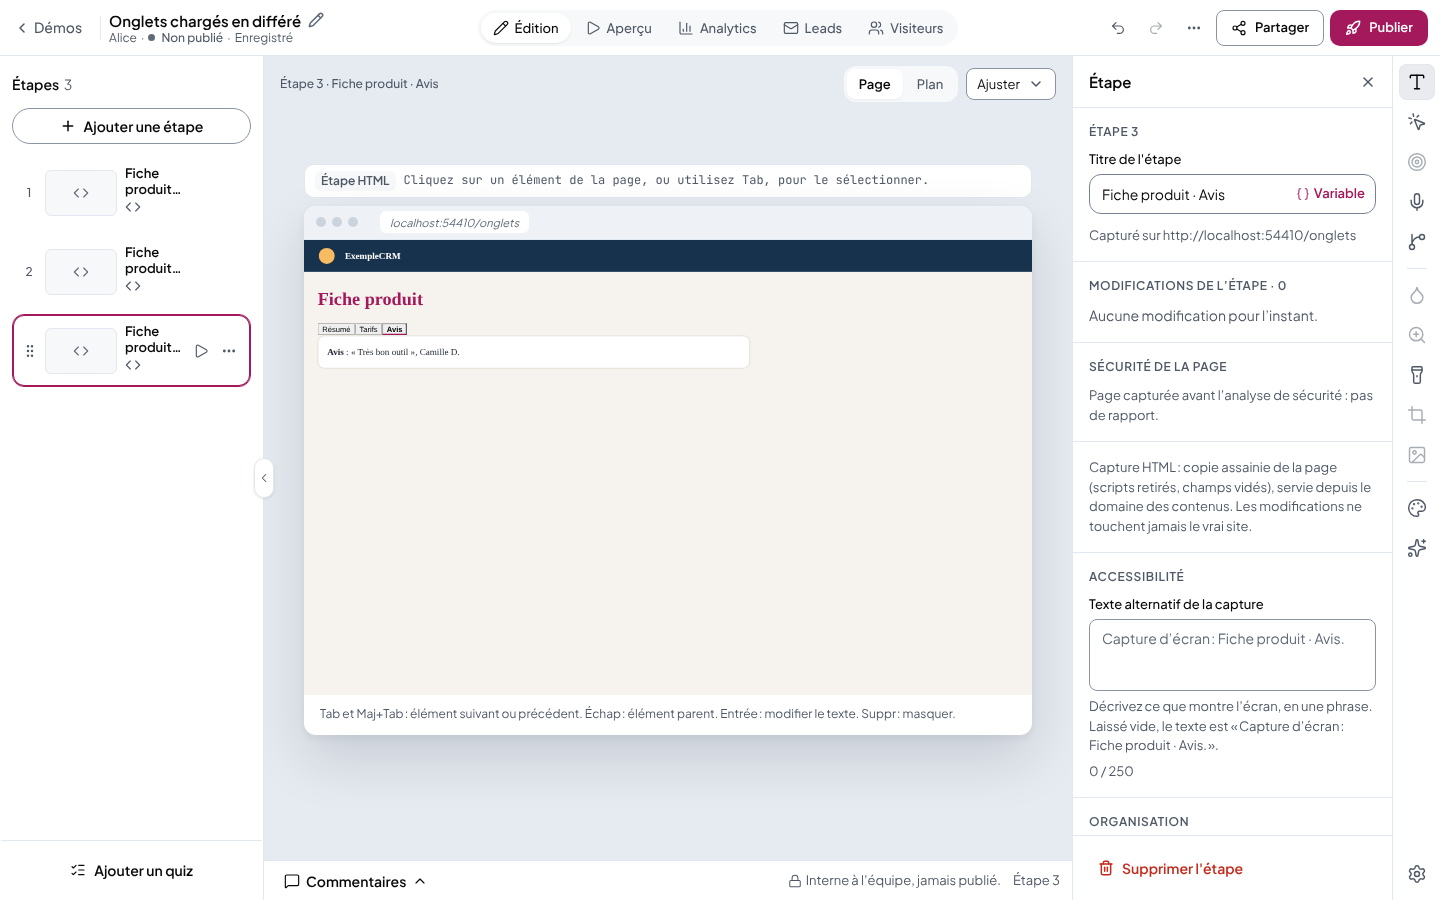 Démos
Onglets chargés en différé
Alice · Non publié · Enregistré
Édition
Aperçu
Analytics
Leads
Visiteurs
Partager
Publier
Étapes 3
Ajouter une étape
1
Fiche
produit…
2
Fiche
produit…
Fiche
produit…
Ajouter un quiz
Étape 3 · Fiche produit · Avis
Page
Plan
Ajuster
Étape HTML
Cliquez sur un élément de la page, ou utilisez Tab, pour le sélectionner.
localhost:54410/onglets
ExempleCRM
Fiche produit
Résumé
Tarifs
Avis
Avis : « Très bon outil », Camille D.
Tab et Maj+Tab : élément suivant ou précédent. Échap : élément parent. Entrée : modifier le texte. Suppr : masquer.
Commentaires
Interne à l’équipe, jamais publié.
Étape 3
Étape
ÉTAPE 3
Titre de l’étape
Fiche produit · Avis
{ } Variable
Capturé sur http://localhost:54410/onglets
MODIFICATIONS DE L’ÉTAPE · 0
Aucune modification pour l’instant.
SÉCURITÉ DE LA PAGE
Page capturée avant l’analyse de sécurité : pas
de rapport.
Capture HTML : copie assainie de la page
(scripts retirés, champs vidés), servie depuis le
domaine des contenus. Les modifications ne
touchent jamais le vrai site.
ACCESSIBILITÉ
Texte alternatif de la capture
Capture d’écran : Fiche produit · Avis.
Décrivez ce que montre l’écran, en une phrase.
Laissé vide, le texte est « Capture d’écran :
Fiche produit · Avis. ».
0 / 250
ORGANISATION
Supprimer l’étape